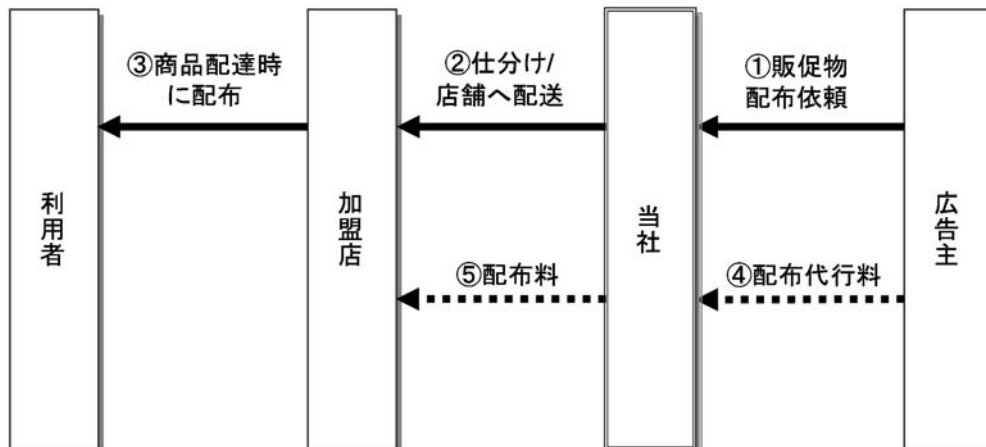 ③商品配達時
に配布
②仕分け/
店舗へ配送
①販促物
配布依頼
利用者
加盟店
当社
広告主
⑤配布料
④配布代行料